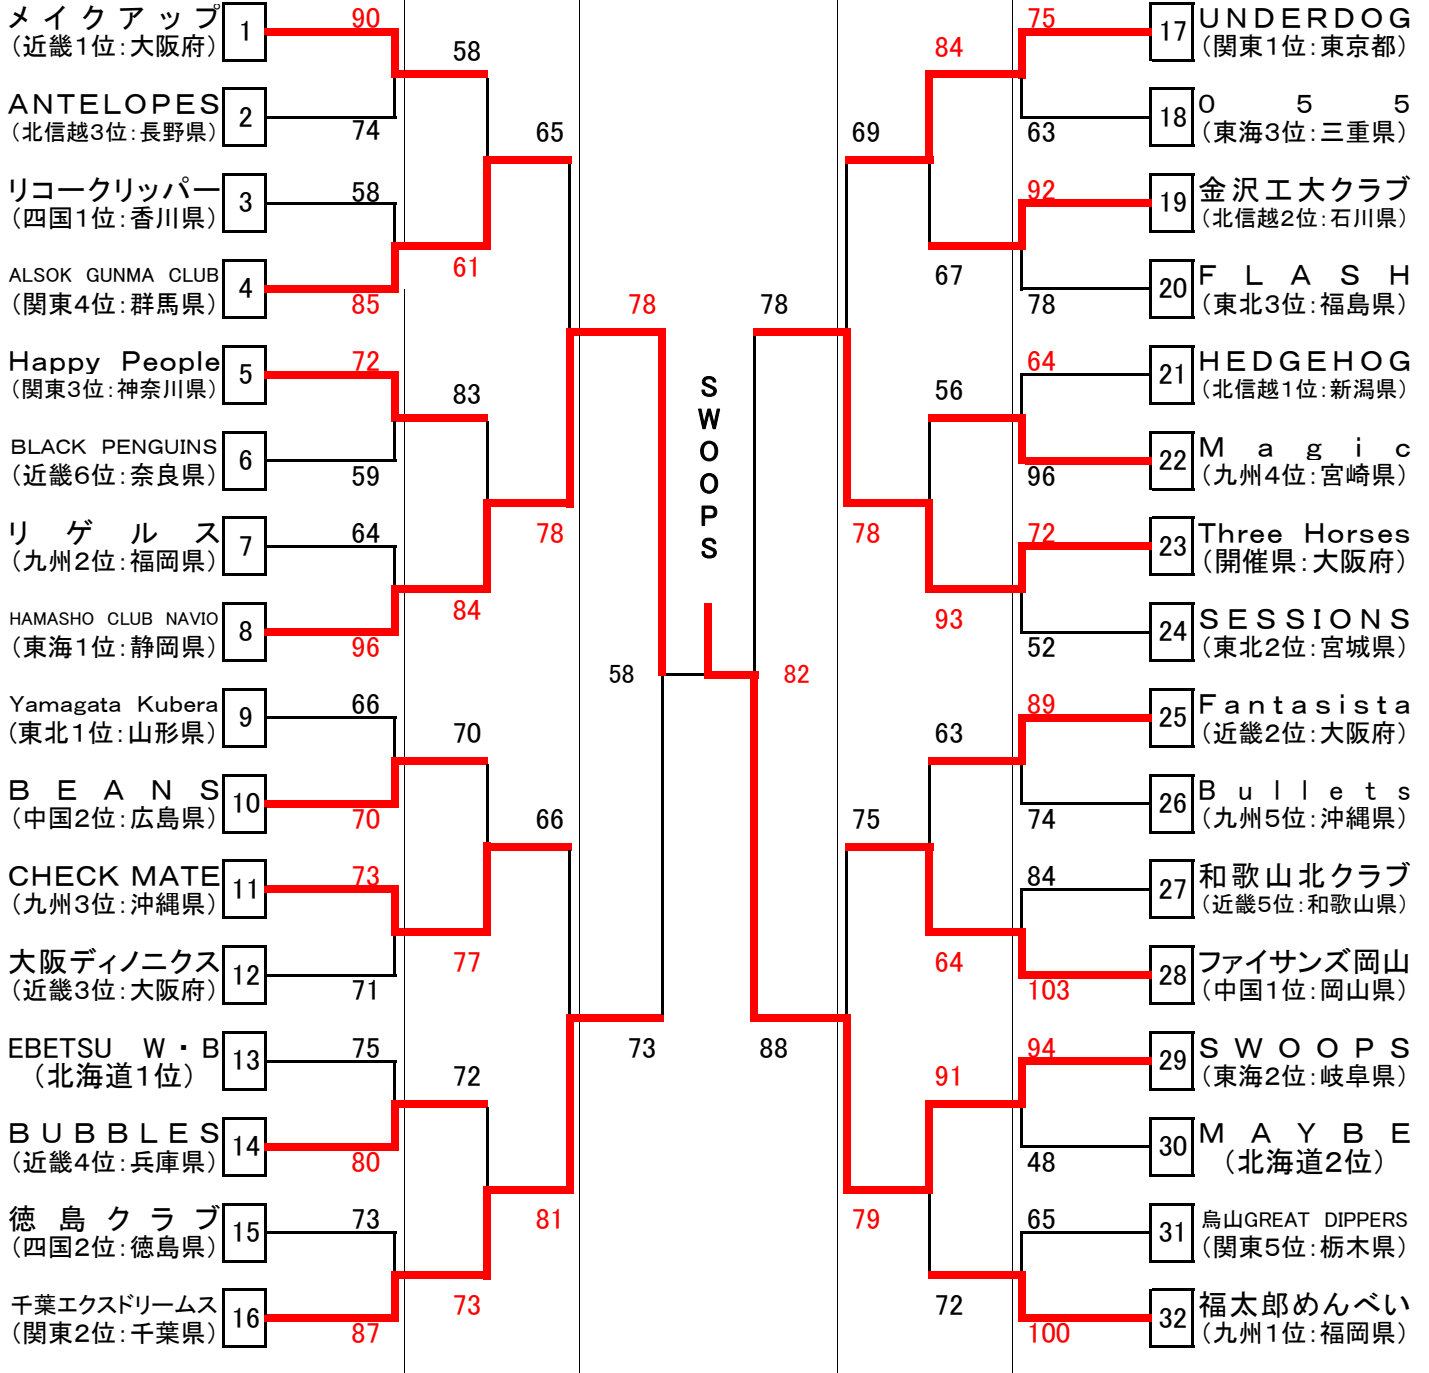 メイクアップ
(近畿1位:大阪府)
1
90
ANTELOPES
(北信越3位:長野県)
2
74
58
リコークリッパー
(四国1位:香川県)
3
58
ALSOK GUNMA CLUB
(関東4位:群馬県)
4
85
61
65
Happy People
(関東3位:神奈川県)
5
72
BLACK PENGUINS
(近畿6位:奈良県)
6
59
83
リゲルス
(九州2位:福岡県)
7
64
HAMASHO CLUB NAVIO
(東海1位:静岡県)
8
96
84
78
78
Yamagata Kubera
(東北1位:山形県)
9
66
BEANS
(中国2位:広島県)
10
70
70
CHECK MATE
(九州3位:沖縄県)
11
73
大阪ディノニクス
(近畿3位:大阪府)
12
71
77
66
EBETSU W・B
(北海道1位)
13
75
BUBBLES
(近畿4位:兵庫県)
14
80
72
徳島クラブ
(四国2位:徳島県)
15
73
千葉エクスドリームス
(関東2位:千葉県)
16
87
73
81
73
58
SWOOPS
82
78
88
75
17
UNDERDOG
(関東1位:東京都)
84
63
18
055
(東海3位:三重県)
69
92
19
金沢工大クラブ
(北信越2位:石川県)
67
78
20
FLASH
(東北3位:福島県)
64
21
HEDGEHOG
(北信越1位:新潟県)
56
96
22
Magic
(九州4位:宮崎県)
78
72
23
Three Horses
(開催県:大阪府)
93
52
24
SESSIONS
(東北2位:宮城県)
89
25
Fantasista
(近畿2位:大阪府)
63
74
26
Bullets
(九州5位:沖縄県)
75
84
27
和歌山北クラブ
(近畿5位:和歌山県)
64
103
28
ファイサンズ岡山
(中国1位:岡山県)
94
29
SWOOPS
(東海2位:岐阜県)
91
48
30
MAYBE
(北海道2位)
79
65
31
烏山GREAT DIPPERS
(関東5位:栃木県)
72
100
32
福太郎めんべい
(九州1位:福岡県)